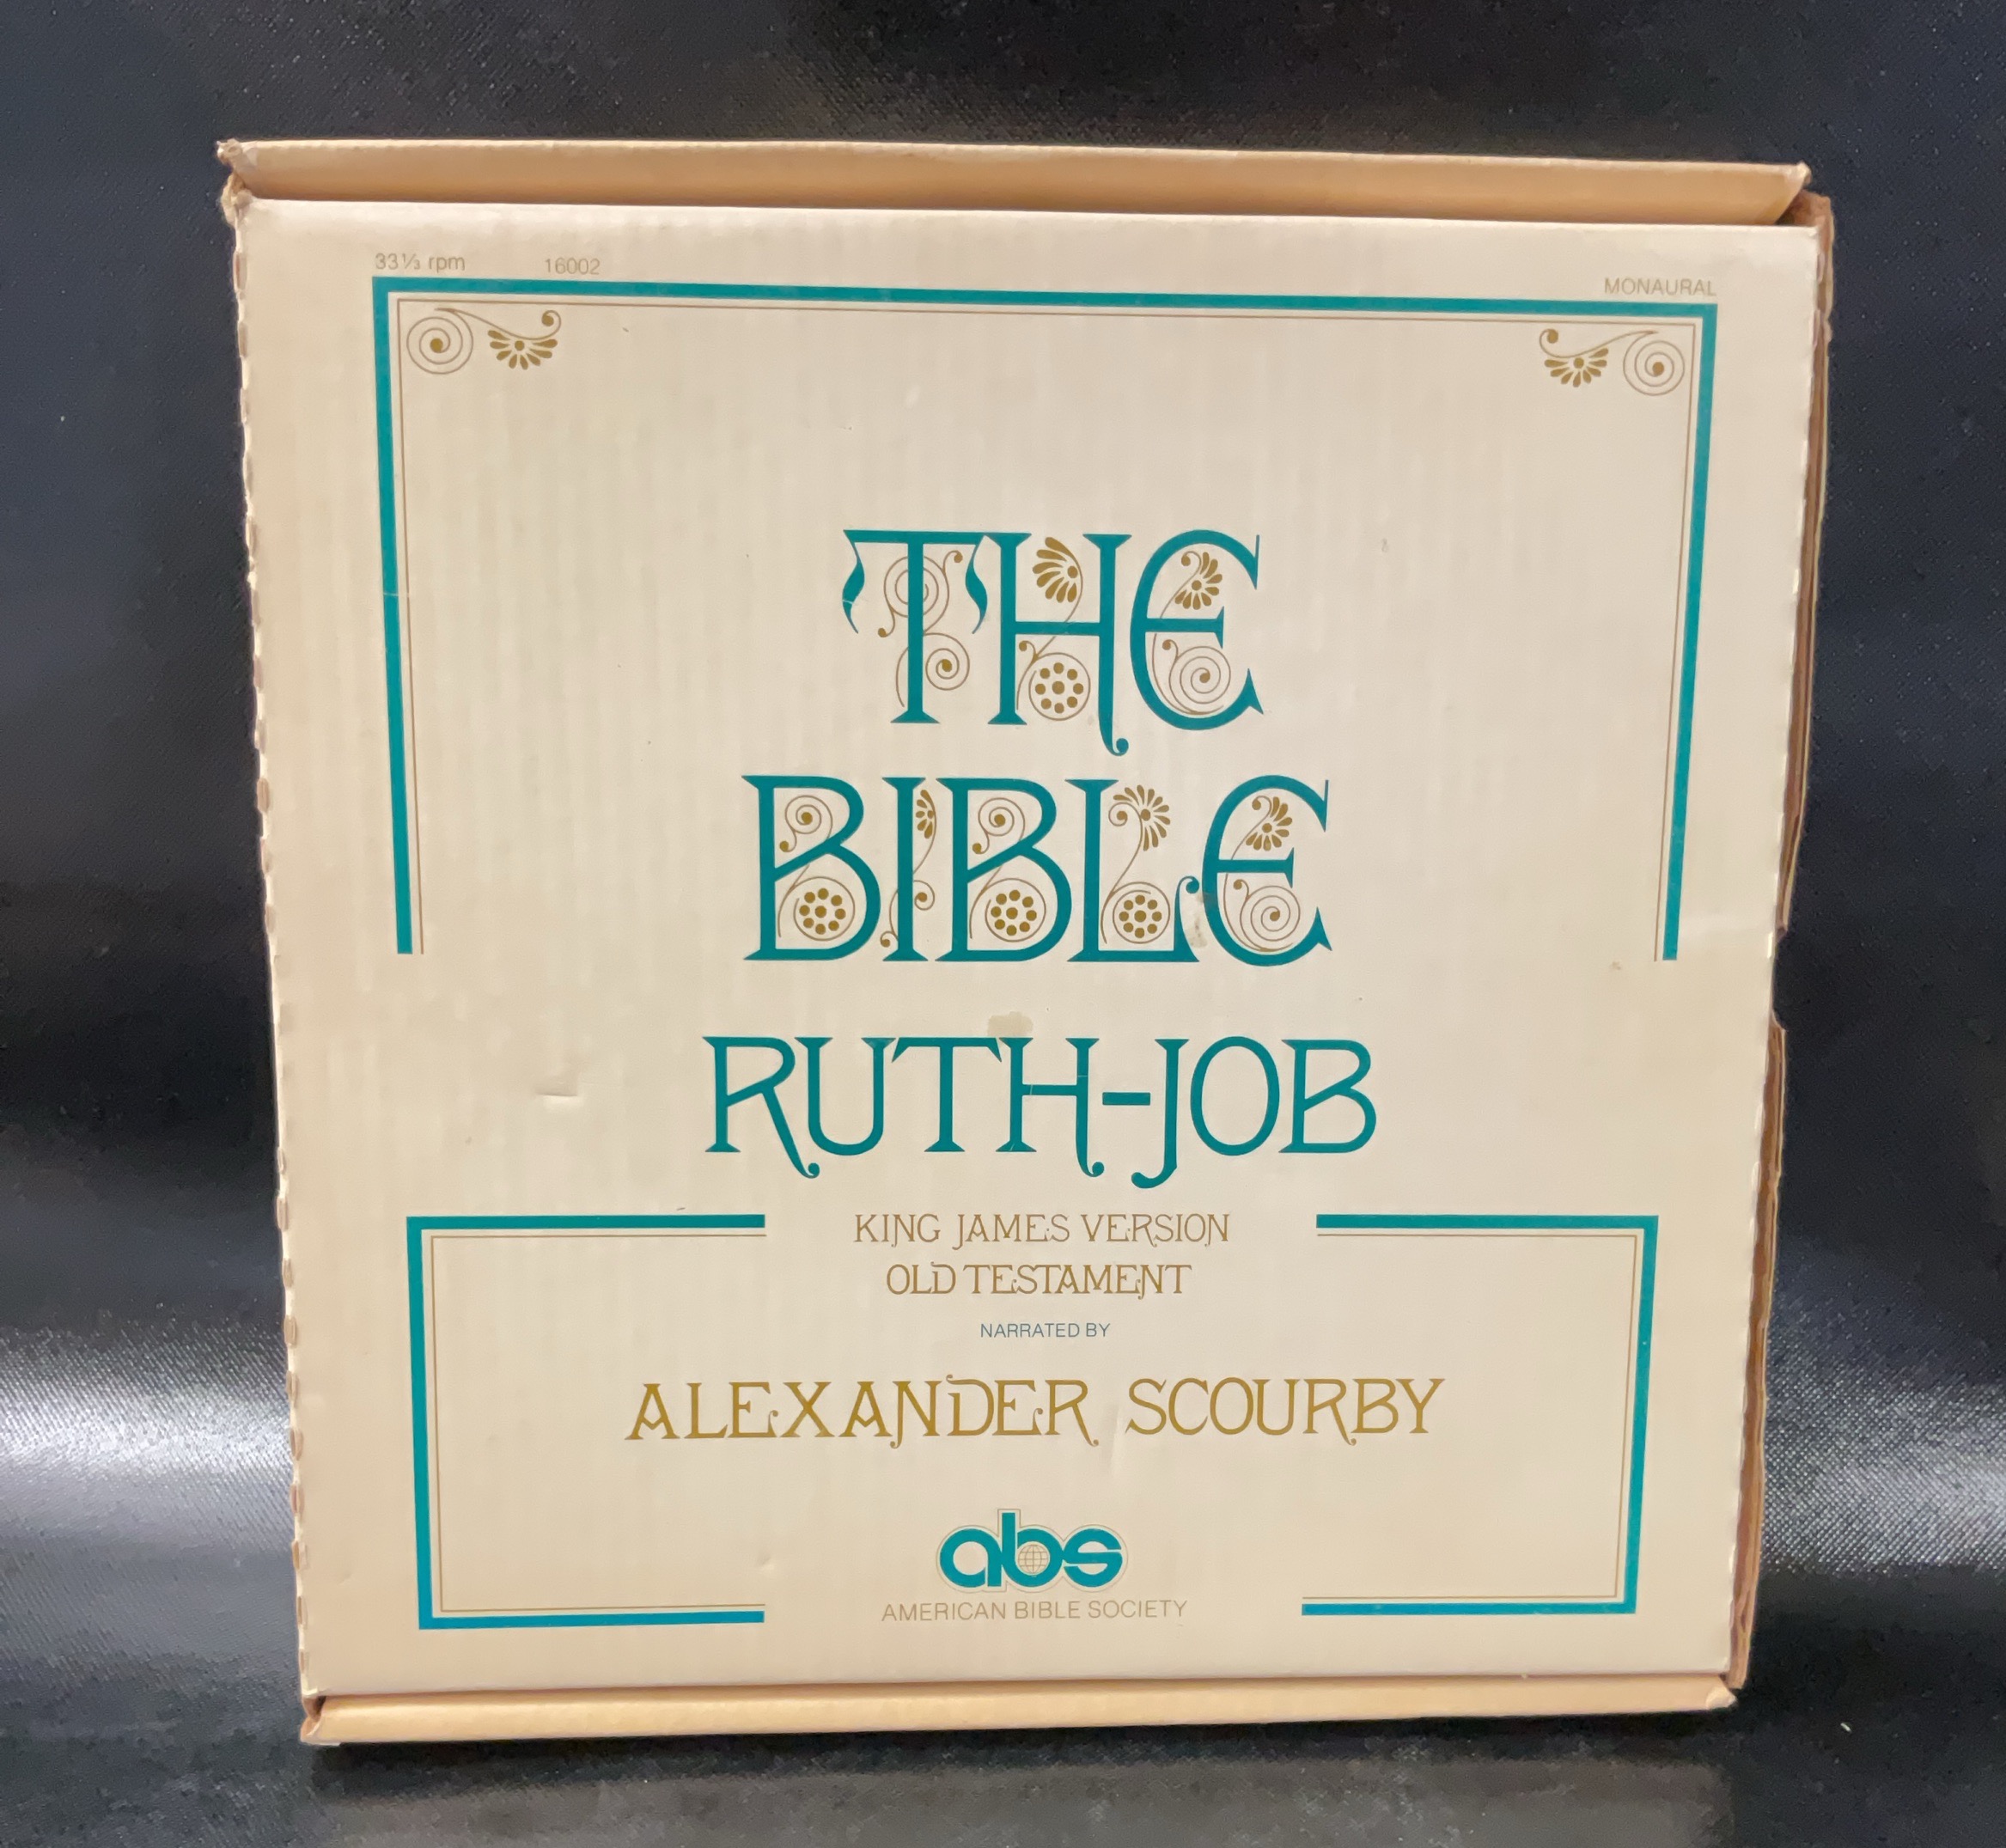 33⅓ rpm 16002 MONAURAL
THE
BIBLE
RUTH-JOB
KING JAMES VERSION
OLD TESTAMENT
NARRATED BY
ALEXANDER SCOURBY
abs
AMERICAN BIBLE SOCIETY